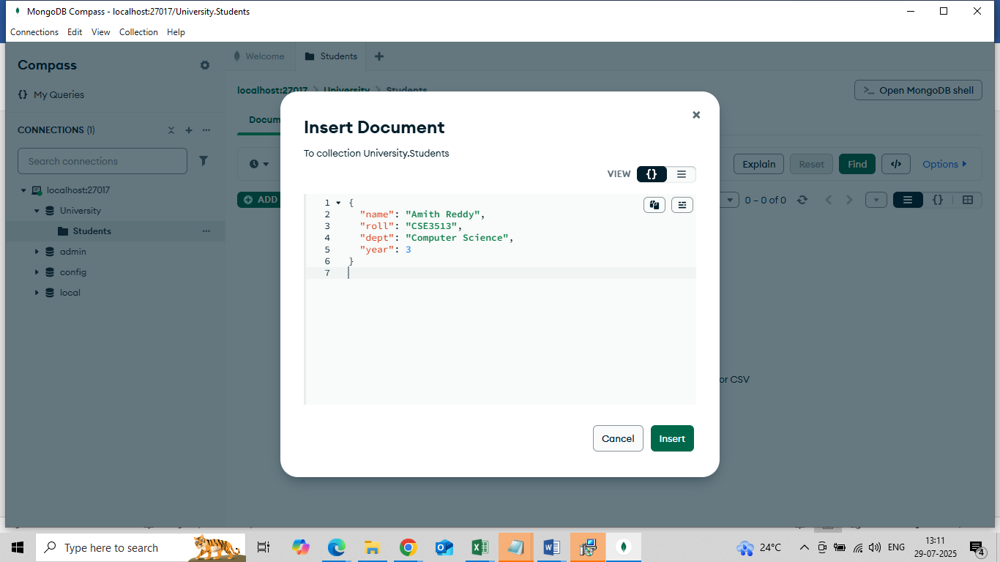 MongoDB Compass - localhost:27017/University.Students
Connections Edit View Collection Help
Compass
My Queries
CONNECTIONS (1)
Search connections
localhost:27017
University
Students
admin
config
local
Welcome
Students
localhost:27017 > University > Students
Open MongoDB shell
Docum
Explain
Reset
Find
Options
ADD
0 – 0 of 0
or CSV
Insert Document
To collection University.Students
VIEW
1 {
2 "name": "Amith Reddy",
3 "roll": "CSE3513",
4 "dept": "Computer Science",
5 "year": 3
6 }
7
Cancel
Insert
Type here to search
24°C
ENG
13:11
29-07-2025
4